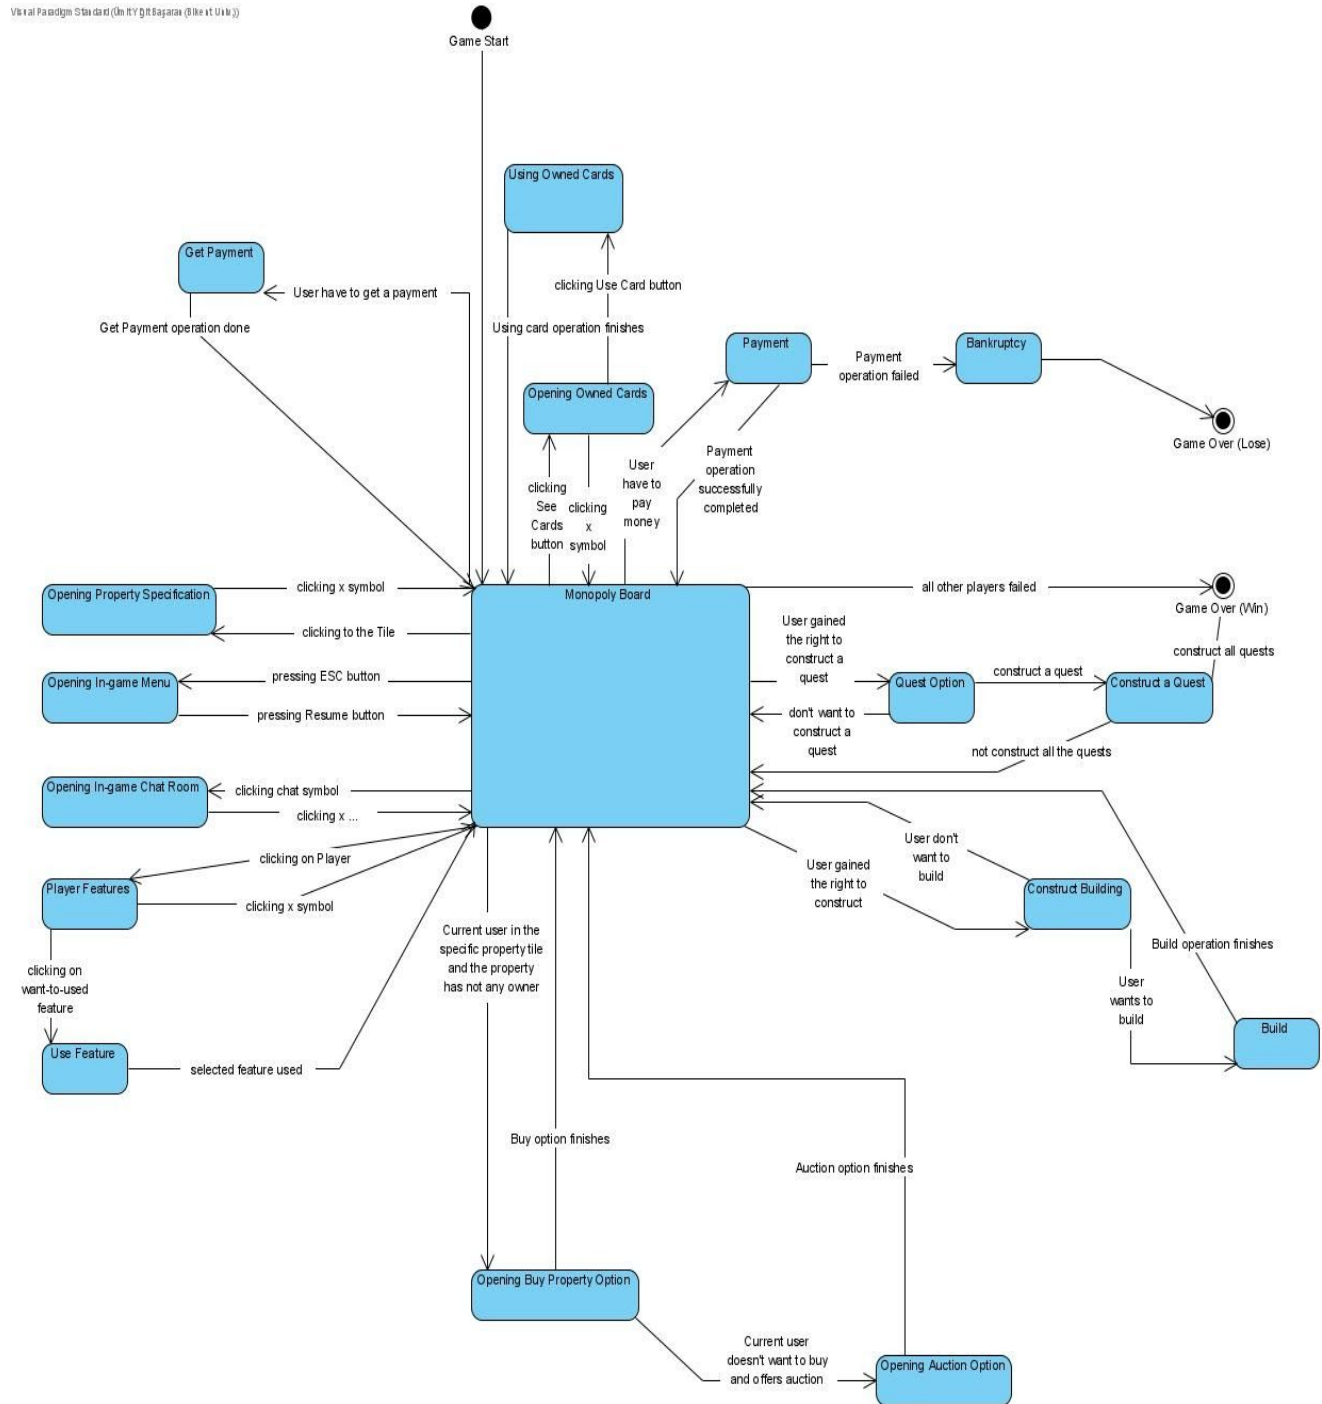 Visual Paradigm Standard
Game Start
Using Owned Cards
Get Payment
clicking Use Card button
User have to get a payment
Get Payment operation done
Using card operation finishes
Payment
Payment
operation failed
Bankruptcy
Opening Owned Cards
Game Over (Lose)
User
have to
pay
money
Payment
operation
successfully
completed
clicking
See
Cards
button
clicking
x
symbol
Opening Property Specification
clicking x symbol
Monopoly Board
all other players failed
Game Over (Win)
clicking to the Tile
User gained
the right to
construct a
quest
construct all quests
Opening In-game Menu
pressing ESC button
Quest Option
construct a quest
Construct a Quest
pressing Resume button
don't want to
construct a
quest
not construct all the quests
Opening In-game Chat Room
clicking chat symbol
clicking x ...
clicking on Player
User don't
want to
build
User gained
the right to
construct
Player Features
clicking x symbol
Construct Building
Current user in the
specific property tile
and the property
has not any owner
Build operation finishes
clicking on
want-to-used
feature
User
wants to
build
Build
Use Feature
selected feature used
Buy option finishes
Auction option finishes
Opening Buy Property Option
Current user
doesn't want to buy
and offers auction
Opening Auction Option